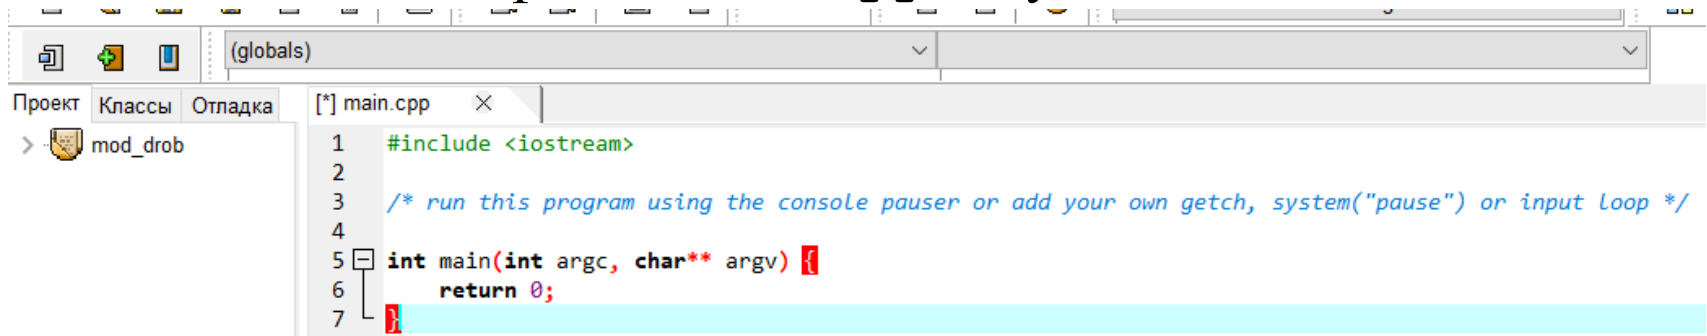 (globals)
Проект Классы Отладка [*] main.cpp
mod_drob
1 #include <iostream>
2
3 /* run this program using the console pauser or add your own getch, system("pause") or input loop */
4
5 int main(int argc, char** argv) {
6 return 0;
7 }